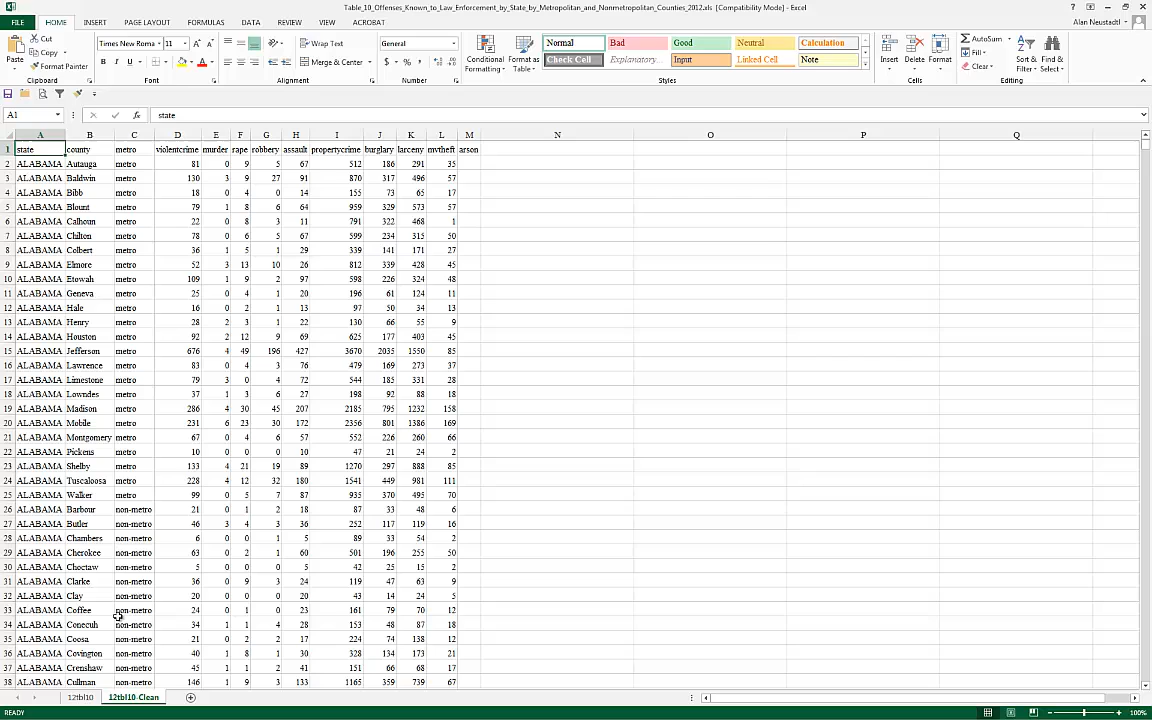 Table_10_Offenses_Known_to_Law_Enforcement_by_State_by_Metropolitan_and_Nonmetropolitan_Counties_2012.xls [Compatibility Mode] - Excel
FILE HOME INSERT PAGE LAYOUT FORMULAS DATA REVIEW VIEW ACROBAT Alan Neustadtl
Cut Times New Roma 11 Wrap Text General Normal Bad Good Neutral Calculation AutoSum
Copy Fill
Paste Format Painter B I U Merge & Center $ % Conditional Formatting Format as Table Check Cell Explanatory... Input Linked Cell Note Insert Delete Format Clear Sort & Filter Find & Select
Clipboard Font Alignment Number Styles Cells Editing
A1 fx state
A B C D E F G H I J K L M N O P Q
1 state county metro violentcrime murder rape robbery assault propertycrime burglary larceny mvtheft arson
2 ALABAMA Autauga metro 81 0 9 5 67 512 186 291 35
3 ALABAMA Baldwin metro 130 3 9 27 91 870 317 496 57
4 ALABAMA Bibb metro 18 0 4 0 14 155 73 65 17
5 ALABAMA Blount metro 79 1 8 6 64 959 329 573 57
6 ALABAMA Calhoun metro 22 0 8 3 11 791 322 468 1
7 ALABAMA Chilton metro 78 0 6 5 67 599 234 315 50
8 ALABAMA Colbert metro 36 1 5 1 29 339 141 171 27
9 ALABAMA Elmore metro 52 3 13 10 26 812 339 428 45
10 ALABAMA Etowah metro 109 1 9 2 97 598 226 324 48
11 ALABAMA Geneva metro 25 0 4 1 20 196 61 124 11
12 ALABAMA Hale metro 16 0 2 1 13 97 50 34 13
13 ALABAMA Henry metro 28 2 3 1 22 130 66 55 9
14 ALABAMA Houston metro 92 2 12 9 69 625 177 403 45
15 ALABAMA Jefferson metro 676 4 49 196 427 3670 2035 1550 85
16 ALABAMA Lawrence metro 83 0 4 3 76 479 169 273 37
17 ALABAMA Limestone metro 79 3 0 4 72 544 185 331 28
18 ALABAMA Lowndes metro 37 1 3 6 27 198 92 88 18
19 ALABAMA Madison metro 286 4 30 45 207 2185 795 1232 158
20 ALABAMA Mobile metro 231 6 23 30 172 2356 801 1386 169
21 ALABAMA Montgomery metro 67 0 4 6 57 552 226 260 66
22 ALABAMA Pickens metro 10 0 0 0 10 47 21 24 2
23 ALABAMA Shelby metro 133 4 21 19 89 1270 297 888 85
24 ALABAMA Tuscaloosa metro 228 4 12 32 180 1541 449 981 111
25 ALABAMA Walker metro 99 0 5 7 87 935 370 495 70
26 ALABAMA Barbour non-metro 21 0 1 2 18 87 33 48 6
27 ALABAMA Butler non-metro 46 3 4 3 36 252 117 119 16
28 ALABAMA Chambers non-metro 6 0 0 1 5 89 33 54 2
29 ALABAMA Cherokee non-metro 63 0 2 1 60 501 196 255 50
30 ALABAMA Choctaw non-metro 5 0 0 0 5 42 25 15 2
31 ALABAMA Clarke non-metro 36 0 9 3 24 119 47 63 9
32 ALABAMA Clay non-metro 20 0 0 0 20 43 14 24 5
33 ALABAMA Coffee non-metro 24 0 1 0 23 161 79 70 12
34 ALABAMA Conecuh non-metro 34 1 1 4 28 153 48 87 18
35 ALABAMA Coosa non-metro 21 0 2 2 17 224 74 138 12
36 ALABAMA Covington non-metro 40 1 8 1 30 328 134 173 21
37 ALABAMA Crenshaw non-metro 45 1 1 2 41 151 66 68 17
38 ALABAMA Cullman non-metro 146 1 9 3 133 1165 359 739 67
12tbl10 12tbl10-Clean
READY 100%